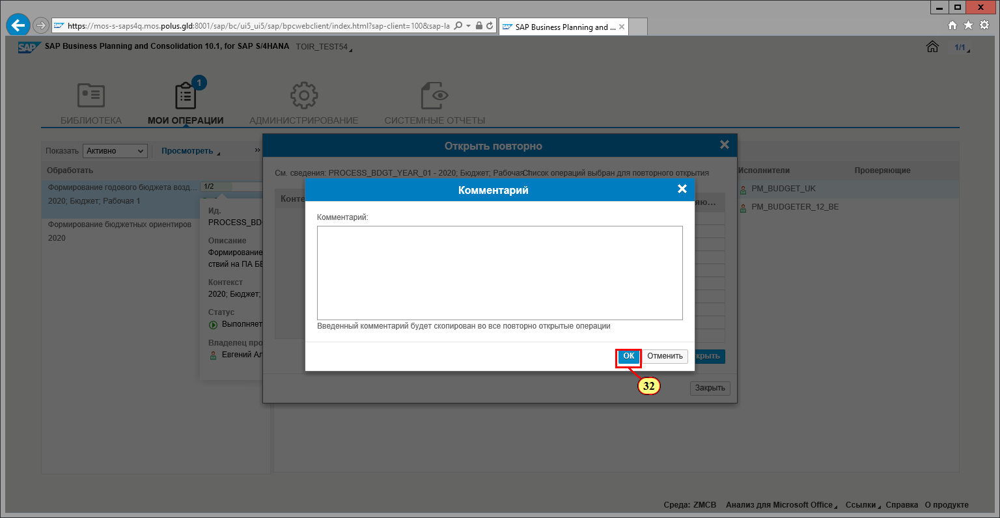 https://mos-s-saps4q.mos.polus.gld:8001/sap/bc/ui5_ui5/sap/bpcwebclient/index.html?sap-client=100&sap-la
SAP Business Planning and ...
SAP
SAP Business Planning and Consolidation 10.1, for SAP S/4HANA TOIR_TEST54
1/1
1
БИБЛИОТЕКА
МОИ ОПЕРАЦИИ
АДМИНИСТРИРОВАНИЕ
СИСТЕМНЫЕ ОТЧЕТЫ
Показать Активно Просмотреть »
Обработать
Формирование годового бюджета возд... 1/2
2020; Бюджет; Рабочая 1
Формирование бюджетных ориентиров
2020
Ид.
PROCESS_BD
Описание
Формирование
ствий на ПА БЕ
Контекст
2020; Бюджет;
Статус
Выполняет
Владелец про
Евгений Ал
Открыть повторно
См. сведения: PROCESS_BDGT_YEAR_01 - 2020; Бюджет; Рабочая 1
Список операций выбран для повторного открытия
Конте
яю...
Исполнители Проверяющие
PM_BUDGET_UK
PM_BUDGETER_12_BE
Комментарий
Комментарий:
Введенный комментарий будет скопирован во все повторно открытые операции
ОК Отменить
крыть
32
Закрыть
Среда: ZMCB Анализ для Microsoft Office Ссылки Справка О продукте